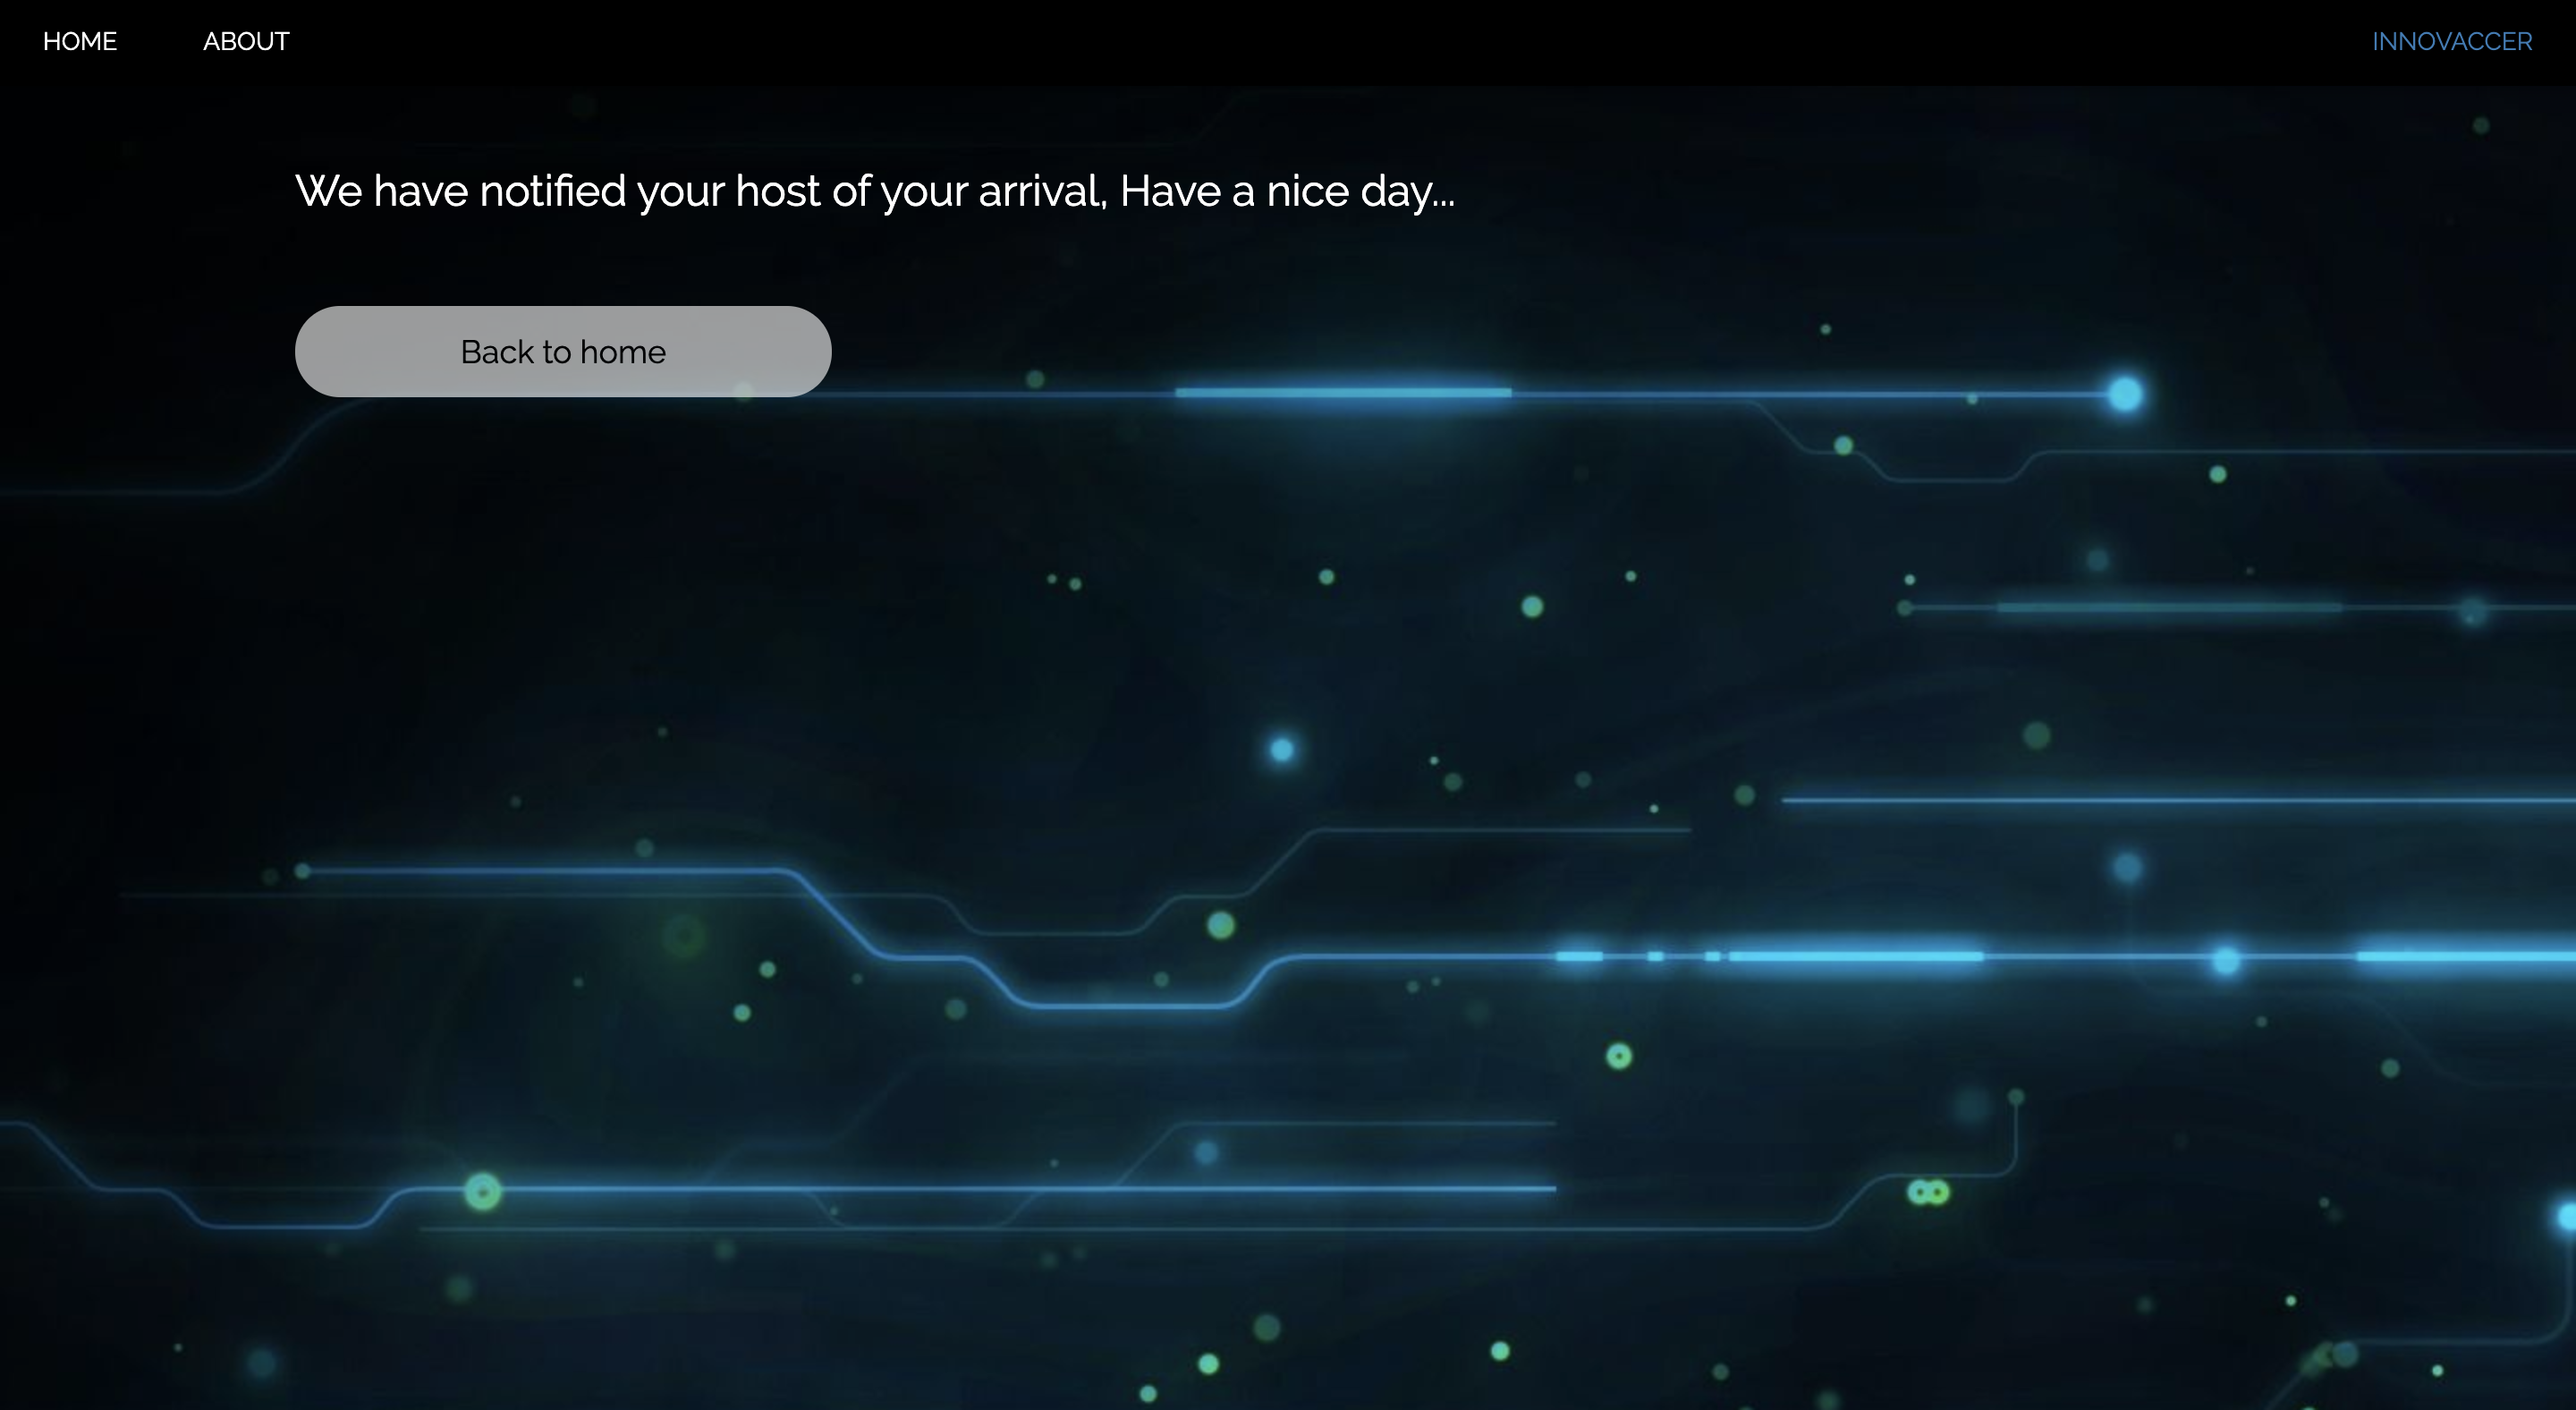 HOME ABOUT INNOVACCER
We have notified your host of your arrival, Have a nice day...
Back to home